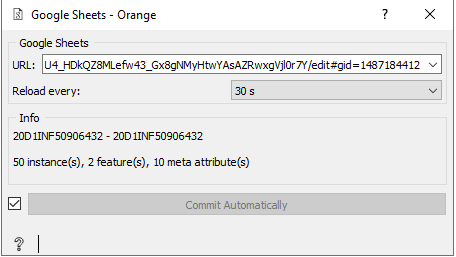 Google Sheets - Orange
Google Sheets
URL: U4_HDkQZ8MLefw43_Gx8gNMyHtwYAsAZRwxgVjl0r7Y/edit#gid=1487184412
Reload every: 30 s
Info
20D1INF50906432 - 20D1INF50906432
50 instance(s), 2 feature(s), 10 meta attribute(s)
Commit Automatically